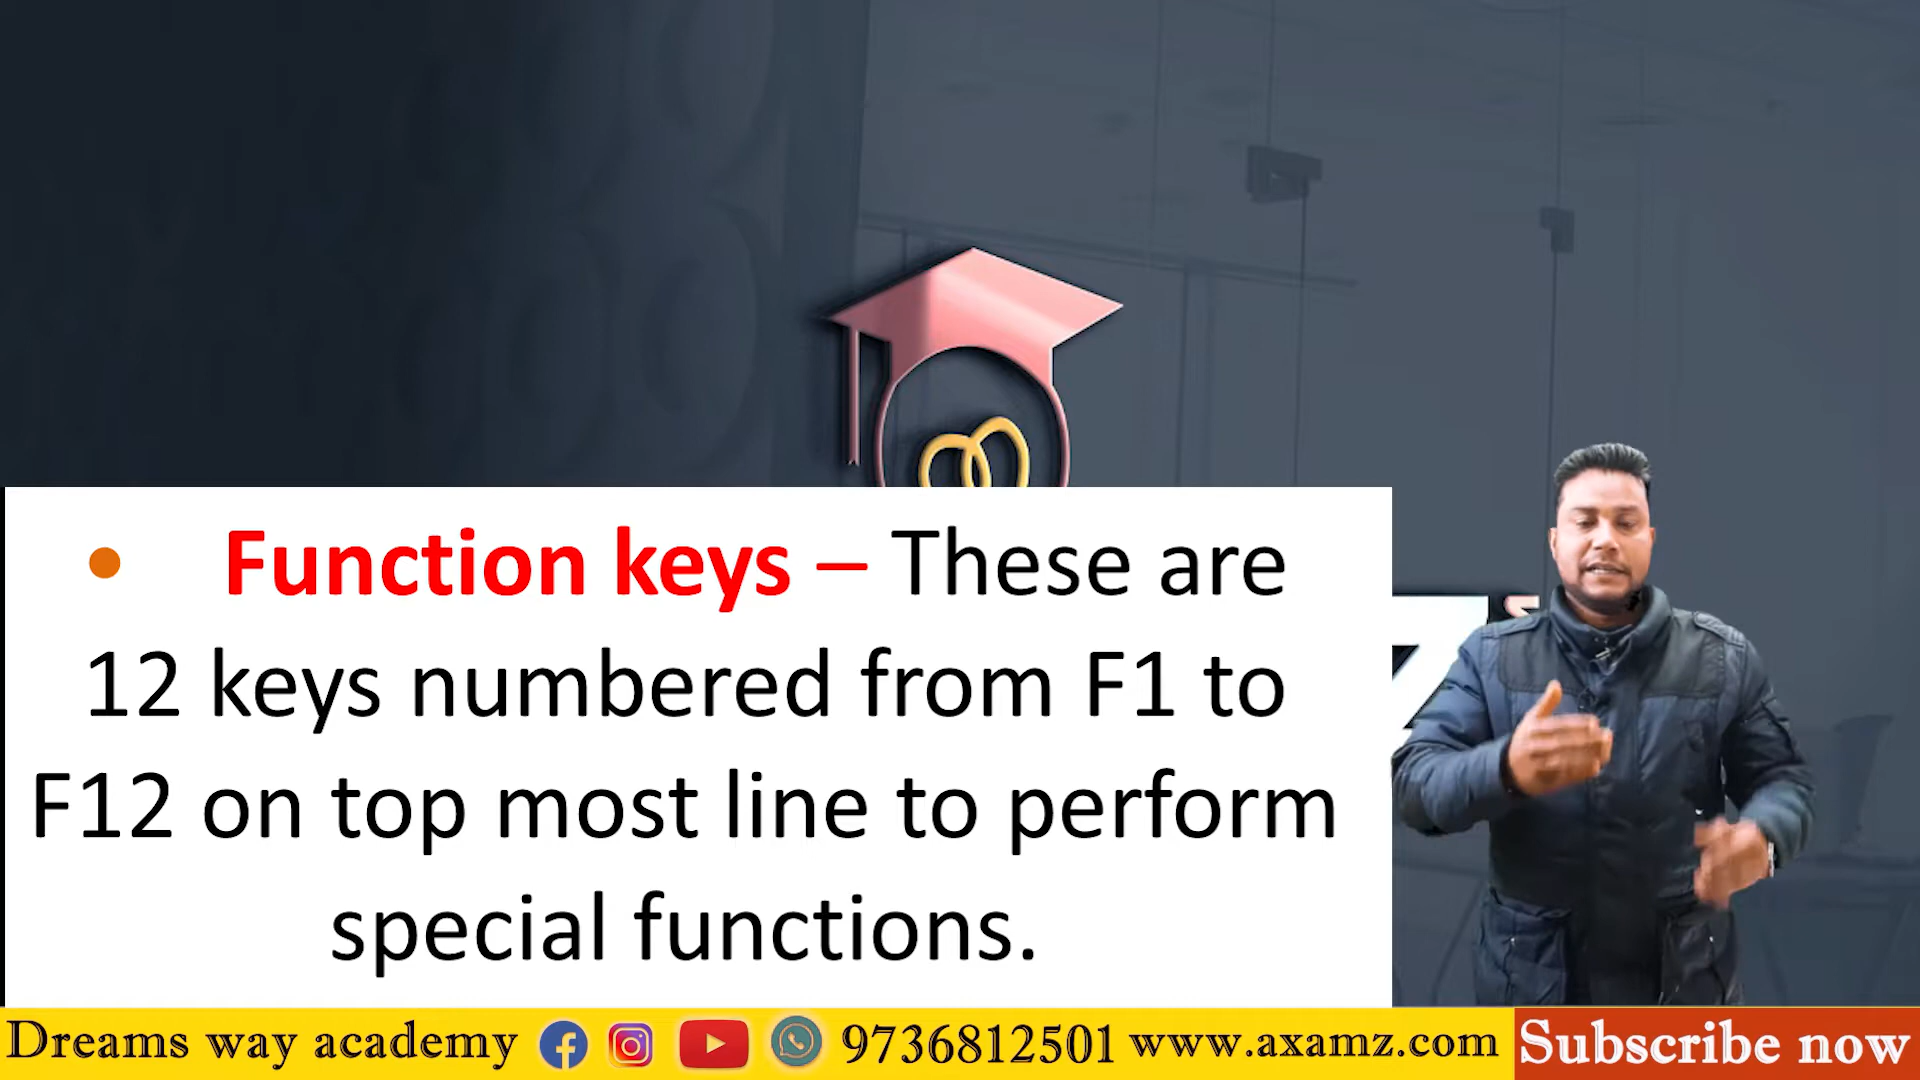 • Function keys – These are
12 keys numbered from F1 to
F12 on top most line to perform
special functions.
Dreams way academy 9736812501 www.axamz.com Subscribe now